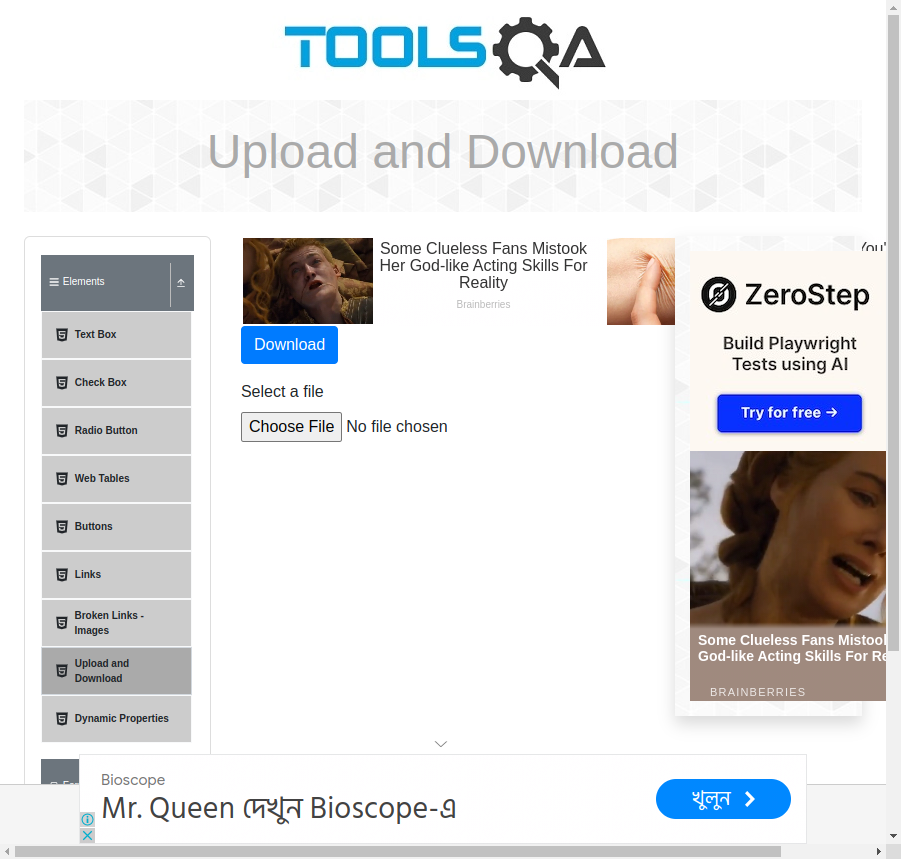 TOOLSQA
Upload and Download
Elements
Text Box
Check Box
Radio Button
Web Tables
Buttons
Links
Broken Links -
Images
Upload and
Download
Dynamic Properties
Some Clueless Fans Mistook
Her God-like Acting Skills For
Reality
Brainberries
Download
Select a file
Choose File No file chosen
ZeroStep
Build Playwright
Tests using AI
Try for free →
Some Clueless Fans Mistook
God-like Acting Skills For Re
BRAINBERRIES
Bioscope
Mr. Queen দেখুন Bioscope-এ
খুলুন